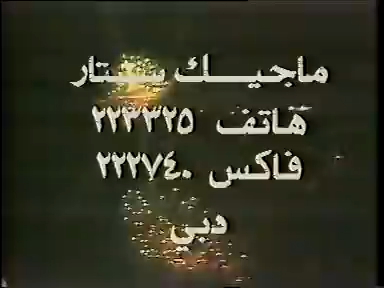 ماجيك ستار
هاتف ٢٢٣٣٢٥
فاكس ٢٢٢٧٤٠
دبي